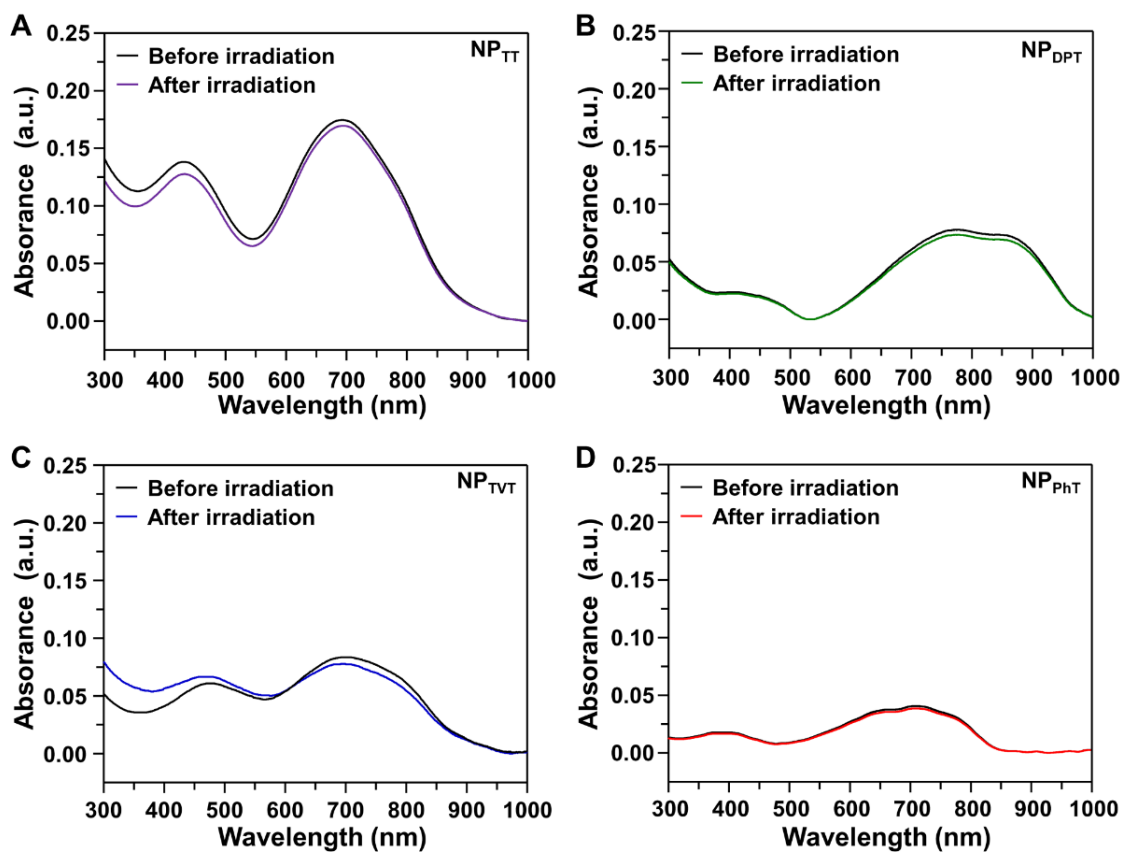 A
0.25
0.20
0.15
0.10
0.05
0.00
Absorance (a.u.)
Before irradiation
After irradiation
NPTT
300 400 500 600 700 800 900 1000
Wavelength (nm)
B
0.25
0.20
0.15
0.10
0.05
0.00
Absorance (a.u.)
Before irradiation
After irradiation
NPDPT
300 400 500 600 700 800 900 1000
Wavelength (nm)
C
0.25
0.20
0.15
0.10
0.05
0.00
Absorance (a.u.)
Before irradiation
After irradiation
NPTVT
300 400 500 600 700 800 900 1000
Wavelength (nm)
D
0.25
0.20
0.15
0.10
0.05
0.00
Absorance (a.u.)
Before irradiation
After irradiation
NPPhT
300 400 500 600 700 800 900 1000
Wavelength (nm)